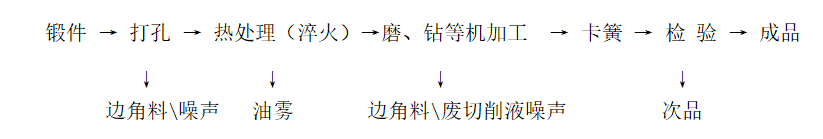 锻件 → 打孔 → 热处理（淬火）→磨、钻等机加工 → 卡簧 → 检 验 → 成品
↓ ↓ ↓ ↓
边角料\噪声 油雾 边角料\废切削液噪声 次品